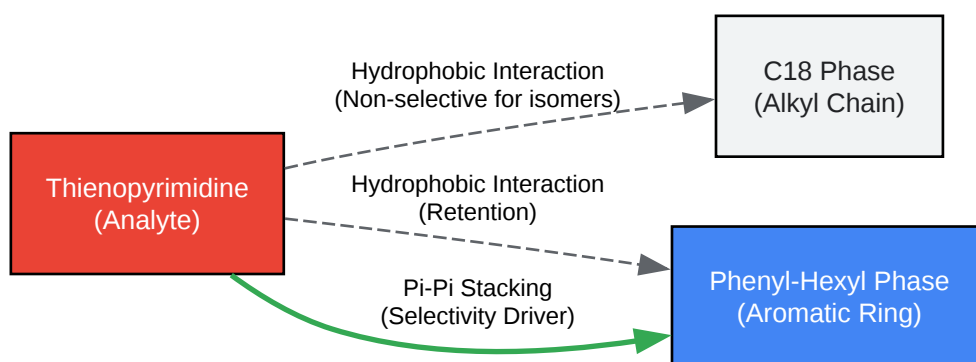 Hydrophobic Interaction
(Non-selective for isomers)
C18 Phase
(Alkyl Chain)
Thienopyrimidine
(Analyte)
Hydrophobic Interaction
(Retention)
Pi-Pi Stacking
(Selectivity Driver)
Phenyl-Hexyl Phase
(Aromatic Ring)